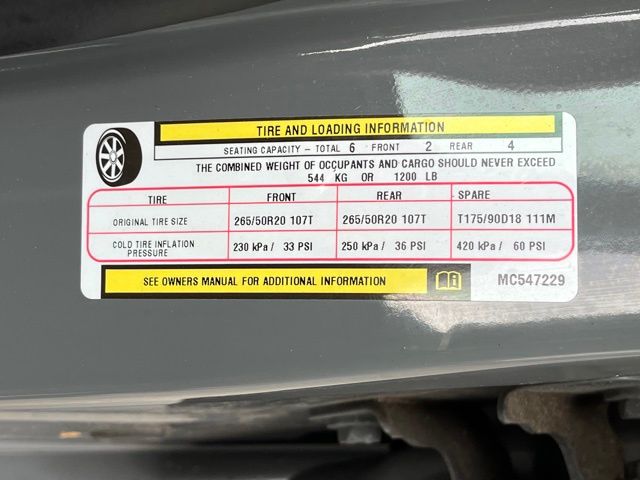 TIRE AND LOADING INFORMATION
SEATING CAPACITY - TOTAL 6 FRONT 2 REAR 4
THE COMBINED WEIGHT OF OCCUPANTS AND CARGO SHOULD NEVER EXCEED
544 KG OR 1200 LB
TIRE FRONT REAR SPARE
ORIGINAL TIRE SIZE 265/50R20 107T 265/50R20 107T T175/90D18 111M
COLD TIRE INFLATION PRESSURE 230 kPa / 33 PSI 250 kPa / 36 PSI 420 kPa / 60 PSI
SEE OWNERS MANUAL FOR ADDITIONAL INFORMATION MC547229